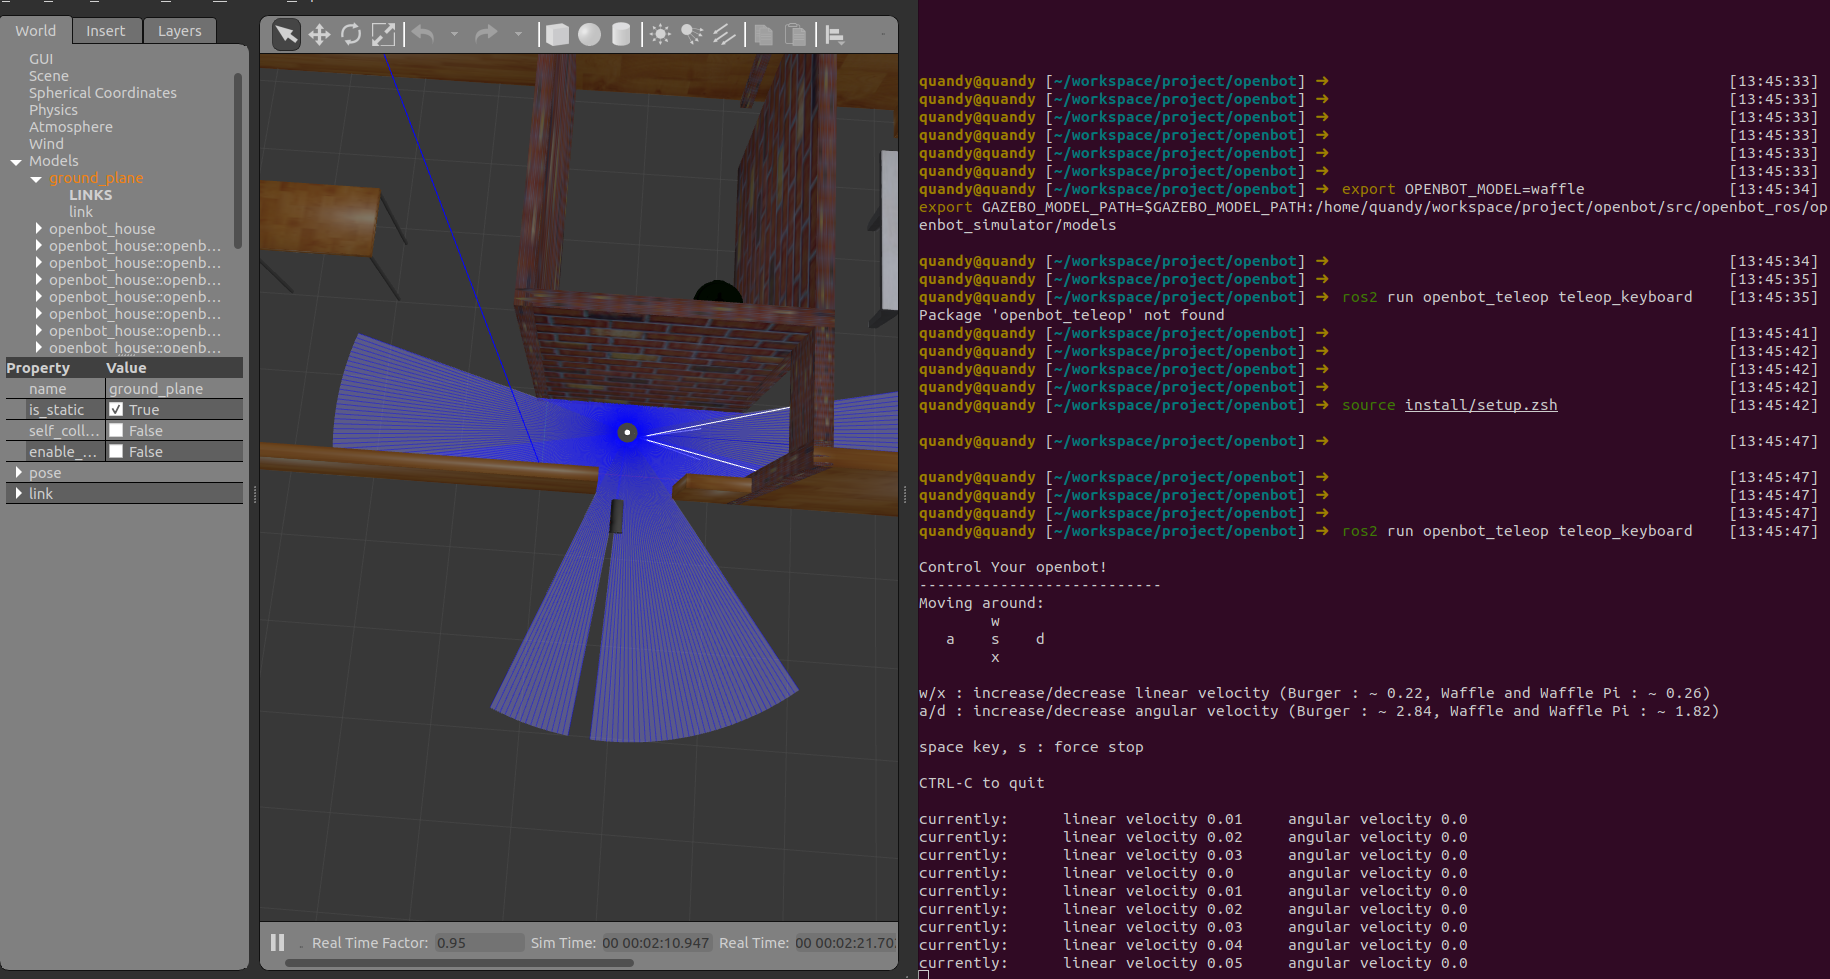 World
Insert
Layers
GUI
Scene
Spherical Coordinates
Physics
Atmosphere
Wind
Models
ground_plane
LINKS
link
openbot_house
openbot_house::openb...
openbot_house::openb...
openbot_house::openb...
openbot_house::openb...
openbot_house::openb...
openbot_house::openb...
openbot_house::openb...
Property Value
name ground_plane
is_static True
self_coll... False
enable_... False
pose
link
Real Time Factor: 0.95 Sim Time: 00 00:02:10.947 Real Time: 00 00:02:21.70
quandy@quandy [~/workspace/project/openbot] ➜ [13:45:33]
quandy@quandy [~/workspace/project/openbot] ➜ [13:45:33]
quandy@quandy [~/workspace/project/openbot] ➜ [13:45:33]
quandy@quandy [~/workspace/project/openbot] ➜ [13:45:33]
quandy@quandy [~/workspace/project/openbot] ➜ [13:45:33]
quandy@quandy [~/workspace/project/openbot] ➜ [13:45:33]
quandy@quandy [~/workspace/project/openbot] ➜ export OPENBOT_MODEL=waffle [13:45:34]
export GAZEBO_MODEL_PATH=$GAZEBO_MODEL_PATH:/home/quandy/workspace/project/openbot/src/openbot_ros/op
enbot_simulator/models
quandy@quandy [~/workspace/project/openbot] ➜ [13:45:34]
quandy@quandy [~/workspace/project/openbot] ➜ [13:45:35]
quandy@quandy [~/workspace/project/openbot] ➜ ros2 run openbot_teleop teleop_keyboard [13:45:35]
Package 'openbot_teleop' not found
quandy@quandy [~/workspace/project/openbot] ➜ [13:45:41]
quandy@quandy [~/workspace/project/openbot] ➜ [13:45:42]
quandy@quandy [~/workspace/project/openbot] ➜ [13:45:42]
quandy@quandy [~/workspace/project/openbot] ➜ [13:45:42]
quandy@quandy [~/workspace/project/openbot] ➜ source install/setup.zsh [13:45:42]
quandy@quandy [~/workspace/project/openbot] ➜ [13:45:47]
quandy@quandy [~/workspace/project/openbot] ➜ [13:45:47]
quandy@quandy [~/workspace/project/openbot] ➜ [13:45:47]
quandy@quandy [~/workspace/project/openbot] ➜ [13:45:47]
quandy@quandy [~/workspace/project/openbot] ➜ ros2 run openbot_teleop teleop_keyboard [13:45:47]
Control Your openbot!
---------------------------
Moving around:
w
a s d
x
w/x : increase/decrease linear velocity (Burger : ~ 0.22, Waffle and Waffle Pi : ~ 0.26)
a/d : increase/decrease angular velocity (Burger : ~ 2.84, Waffle and Waffle Pi : ~ 1.82)
space key, s : force stop
CTRL-C to quit
currently: linear velocity 0.01 angular velocity 0.0
currently: linear velocity 0.02 angular velocity 0.0
currently: linear velocity 0.03 angular velocity 0.0
currently: linear velocity 0.0 angular velocity 0.0
currently: linear velocity 0.01 angular velocity 0.0
currently: linear velocity 0.02 angular velocity 0.0
currently: linear velocity 0.03 angular velocity 0.0
currently: linear velocity 0.04 angular velocity 0.0
currently: linear velocity 0.05 angular velocity 0.0